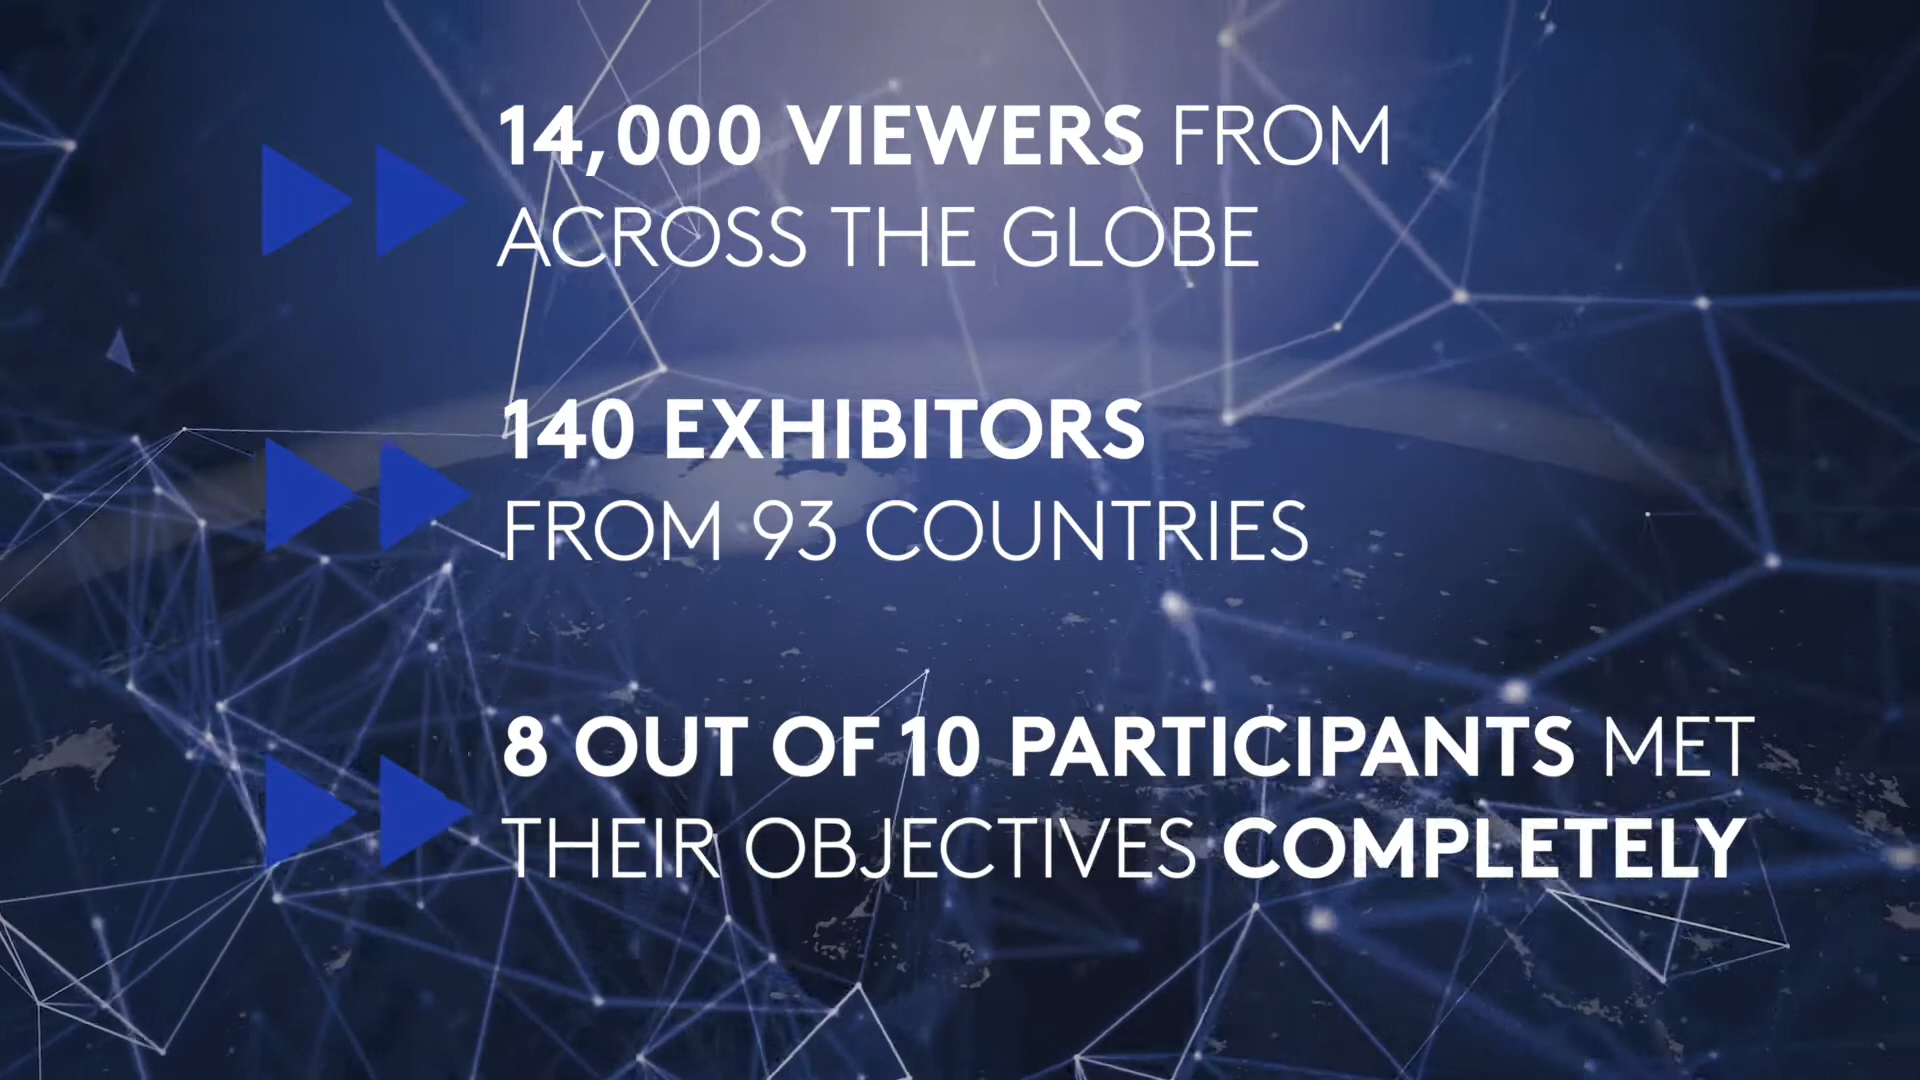 14,000 VIEWERS FROM
ACROSS THE GLOBE
140 EXHIBITORS
FROM 93 COUNTRIES
8 OUT OF 10 PARTICIPANTS MET
THEIR OBJECTIVES COMPLETELY